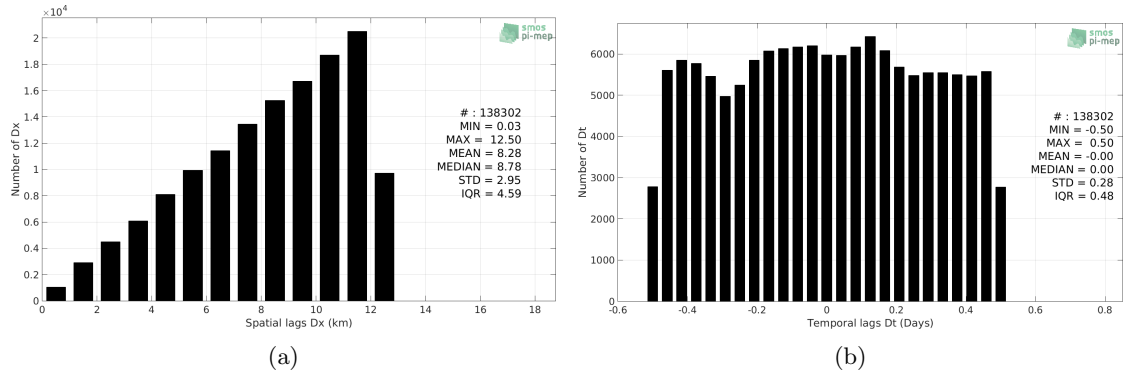 ×10⁴
2
1.8
1.6
1.4
1.2
1
0.8
0.6
0.4
0.2
0
0 2 4 6 8 10 12 14 16 18
Number of Dx
Spatial lags Dx (km)
smos
pi-mep
# : 138302
MIN = 0.03
MAX = 12.50
MEAN = 8.28
MEDIAN = 8.78
STD = 2.95
IQR = 4.59
(a)
6000
5000
4000
3000
2000
1000
0
-0.6 -0.4 -0.2 0 0.2 0.4 0.6 0.8
Number of Dt
Temporal lags Dt (Days)
smos
pi-mep
# : 138302
MIN = -0.50
MAX = 0.50
MEAN = -0.00
MEDIAN = 0.00
STD = 0.28
IQR = 0.48
(b)